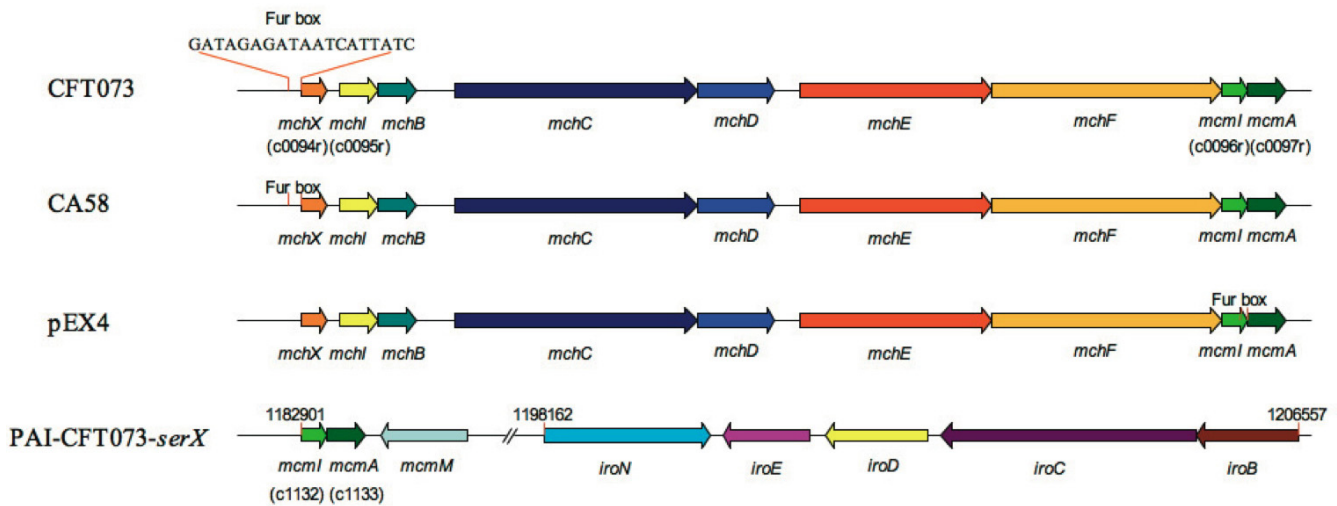 Fur box
GATAGAGATAATCATTATC
CFT073
mchX mchI mchB mchC mchD mchE mchF mcmI mcmA
(c0094r) (c0095r) (c0096r) (c0097r)
Fur box
CA58
mchX mchI mchB mchC mchD mchE mchF mcmI mcmA
Fur box
pEX4
mchX mchI mchB mchC mchD mchE mchF mcmI mcmA
1182901 1198162 1206557
PAI-CFT073-serX
mcmI mcmA mcmM iroN iroE iroD iroC iroB
(c1132) (c1133)